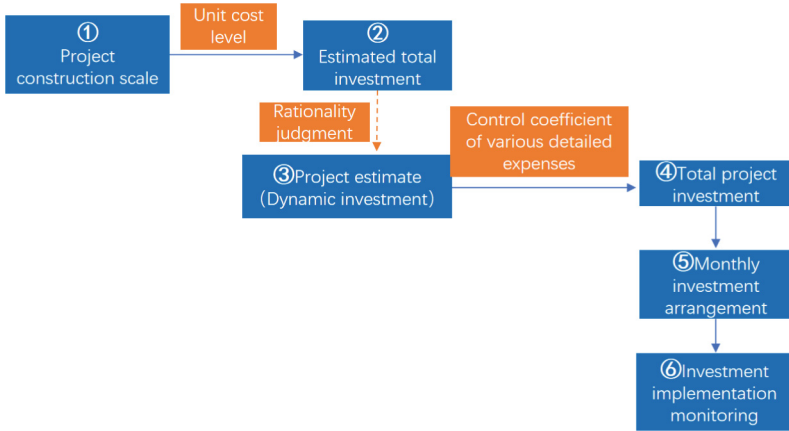 ①
Project
construction scale
Unit cost
level
②
Estimated total
investment
Rationality
judgment
③Project estimate
(Dynamic investment)
Control coefficient
of various detailed
expenses
④Total project
investment
⑤Monthly
investment
arrangement
⑥Investment
implementation
monitoring